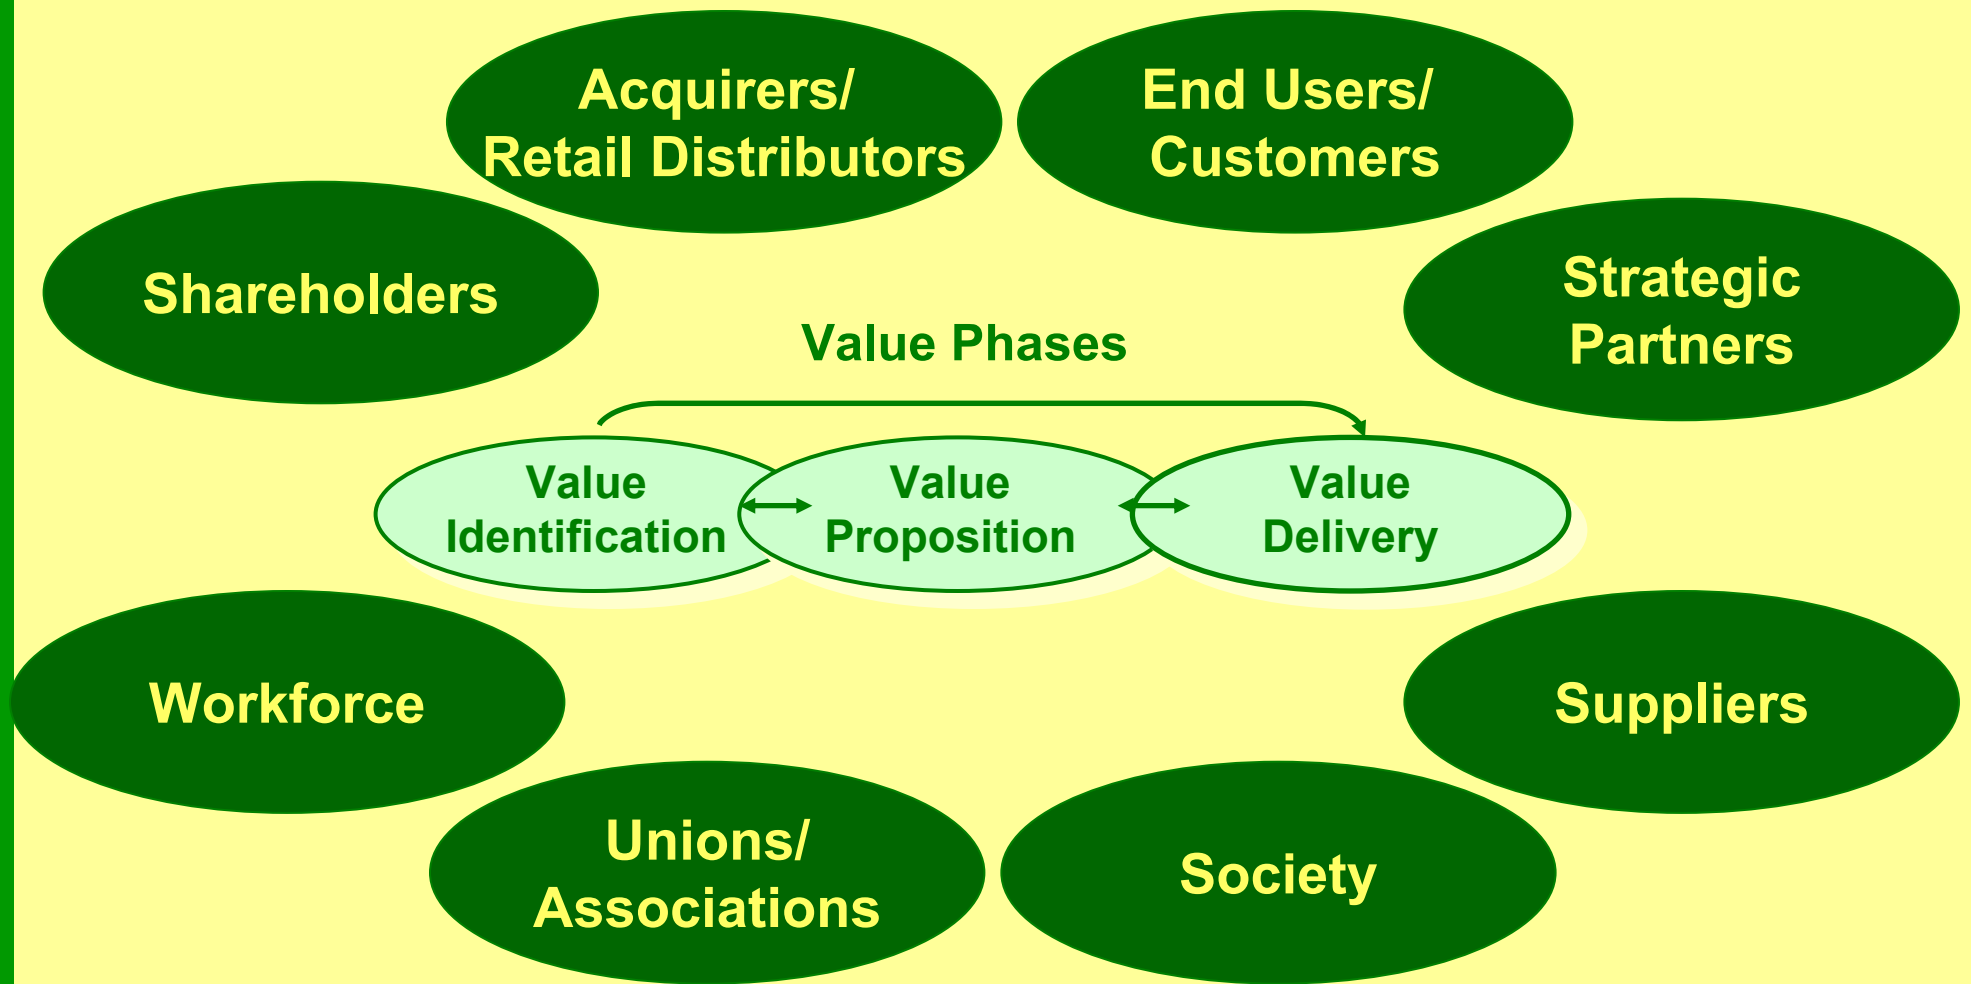 Acquirers/
Retail Distributors
End Users/
Customers
Shareholders
Strategic
Partners
Value Phases
Value
Identification
Value
Proposition
Value
Delivery
Workforce
Suppliers
Unions/
Associations
Society